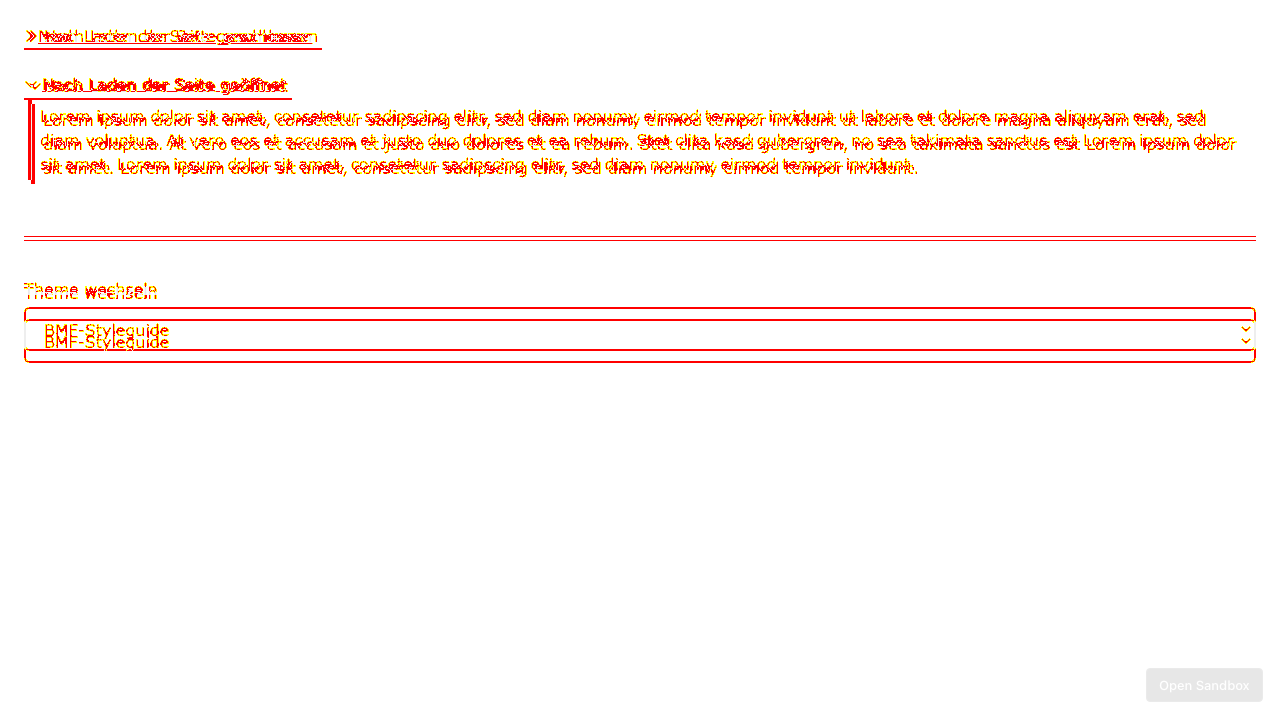 Nach Laden der Seite geschlossen
Nach Laden der Seite geöffnet
Lorem ipsum dolor sit amet, consetetur sadipscing elitr, sed diam nonumy eirmod tempor invidunt ut labore et dolore magna aliquyam erat, sed
diam voluptua. At vero eos et accusam et justo duo dolores et ea rebum. Stet clita kasd gubergren, no sea takimata sanctus est Lorem ipsum dolor
sit amet. Lorem ipsum dolor sit amet, consetetur sadipscing elitr, sed diam nonumy eirmod tempor invidunt.
Theme wechseln
BMF-Styleguide
BMF-Styleguide
Open Sandbox